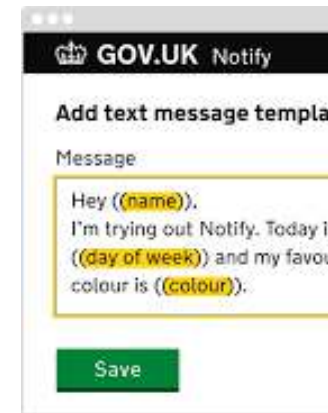 GOV.UK Notify
Add text message templa
Message
Hey ((name)),
I'm trying out Notify. Today i
((day of week)) and my favou
colour is ((colour)).
Save